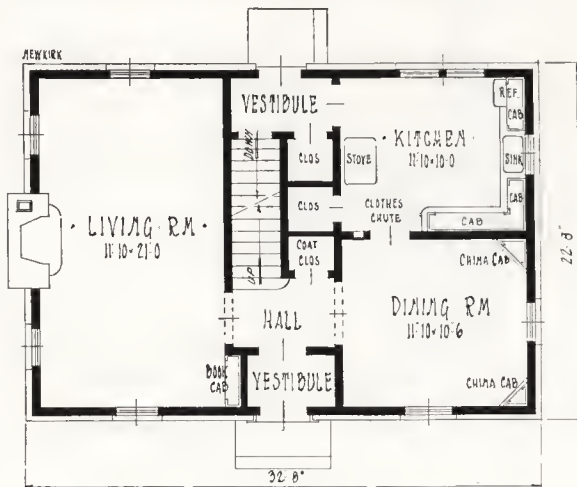 NEWKIRK
VESTIBULE
DOWN
CLOS
STOVE
· KITCHEN ·
11·10×10·0
REF.
CAB
SINK
CAB
CAB
CLOS
CLOTHES
CHUTE
· LIVING RM ·
11·10×21·0
COAT
CLOS
UP
HALL
DINING RM
11·10×10·6
CHINA CAB
CHINA CAB
BOOK
CAB
VESTIBULE
22·8"
32·8"